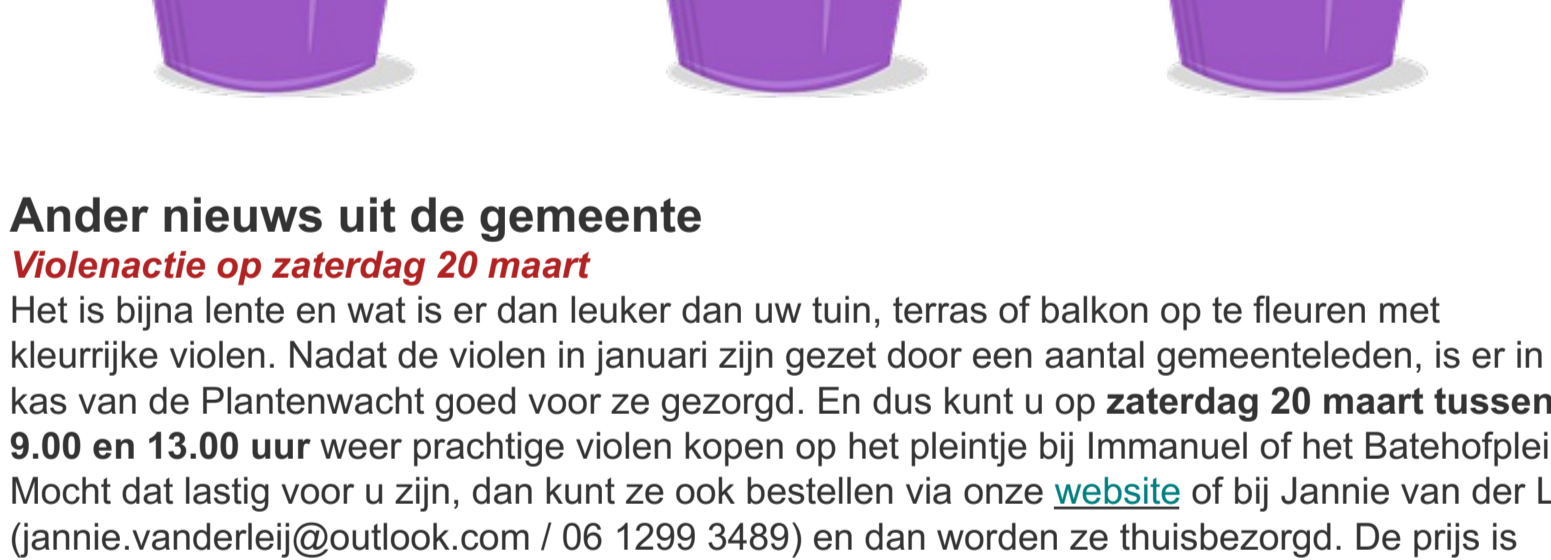 Ander nieuws uit de gemeente
Violenactie op zaterdag 20 maart
Het is bijna lente en wat is er dan leuker dan uw tuin, terras of balkon op te fleuren met
kleurrijke violen. Nadat de violen in januari zijn gezet door een aantal gemeenteleden, is er in
kas van de Plantenwacht goed voor ze gezorgd. En dus kunt u op zaterdag 20 maart tussen
9.00 en 13.00 uur weer prachtige violen kopen op het pleintje bij Immanuel of het Batehofplei
Mocht dat lastig voor u zijn, dan kunt ze ook bestellen via onze website of bij Jannie van der L
(jannie.vanderleij@outlook.com / 06 1299 3489) en dan worden ze thuisbezorgd. De prijs is